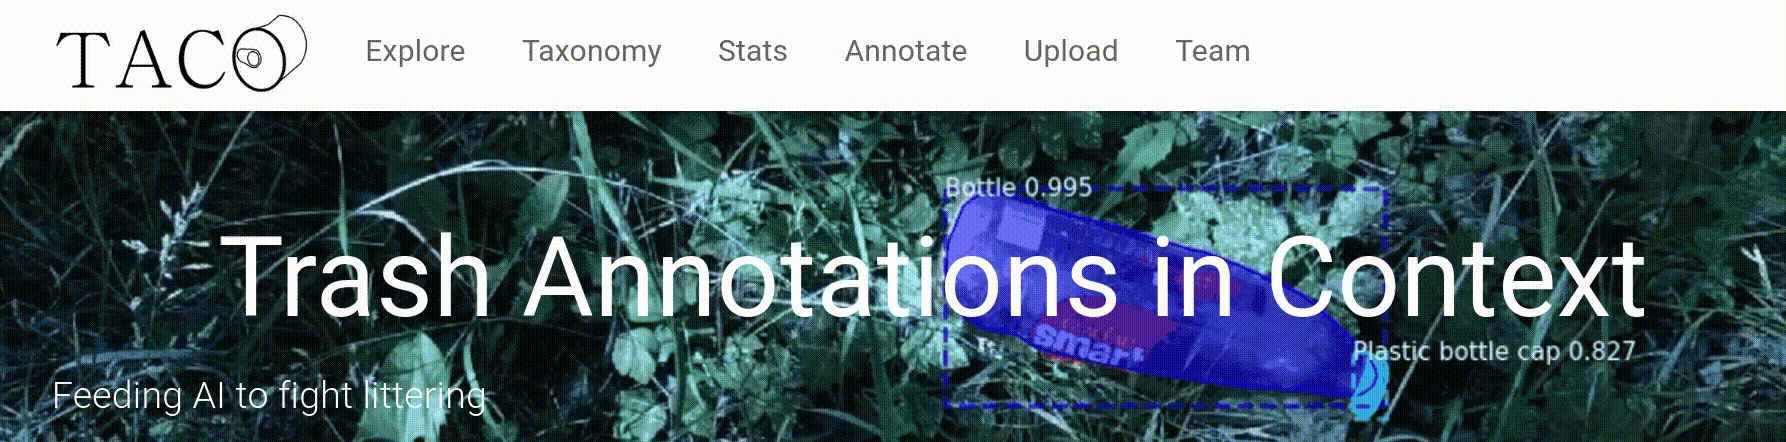 TACO
Explore Taxonomy Stats Annotate Upload Team
Bottle 0.995
Trash Annotations in Context
smart
Plastic bottle cap 0.827
Feeding AI to fight littering